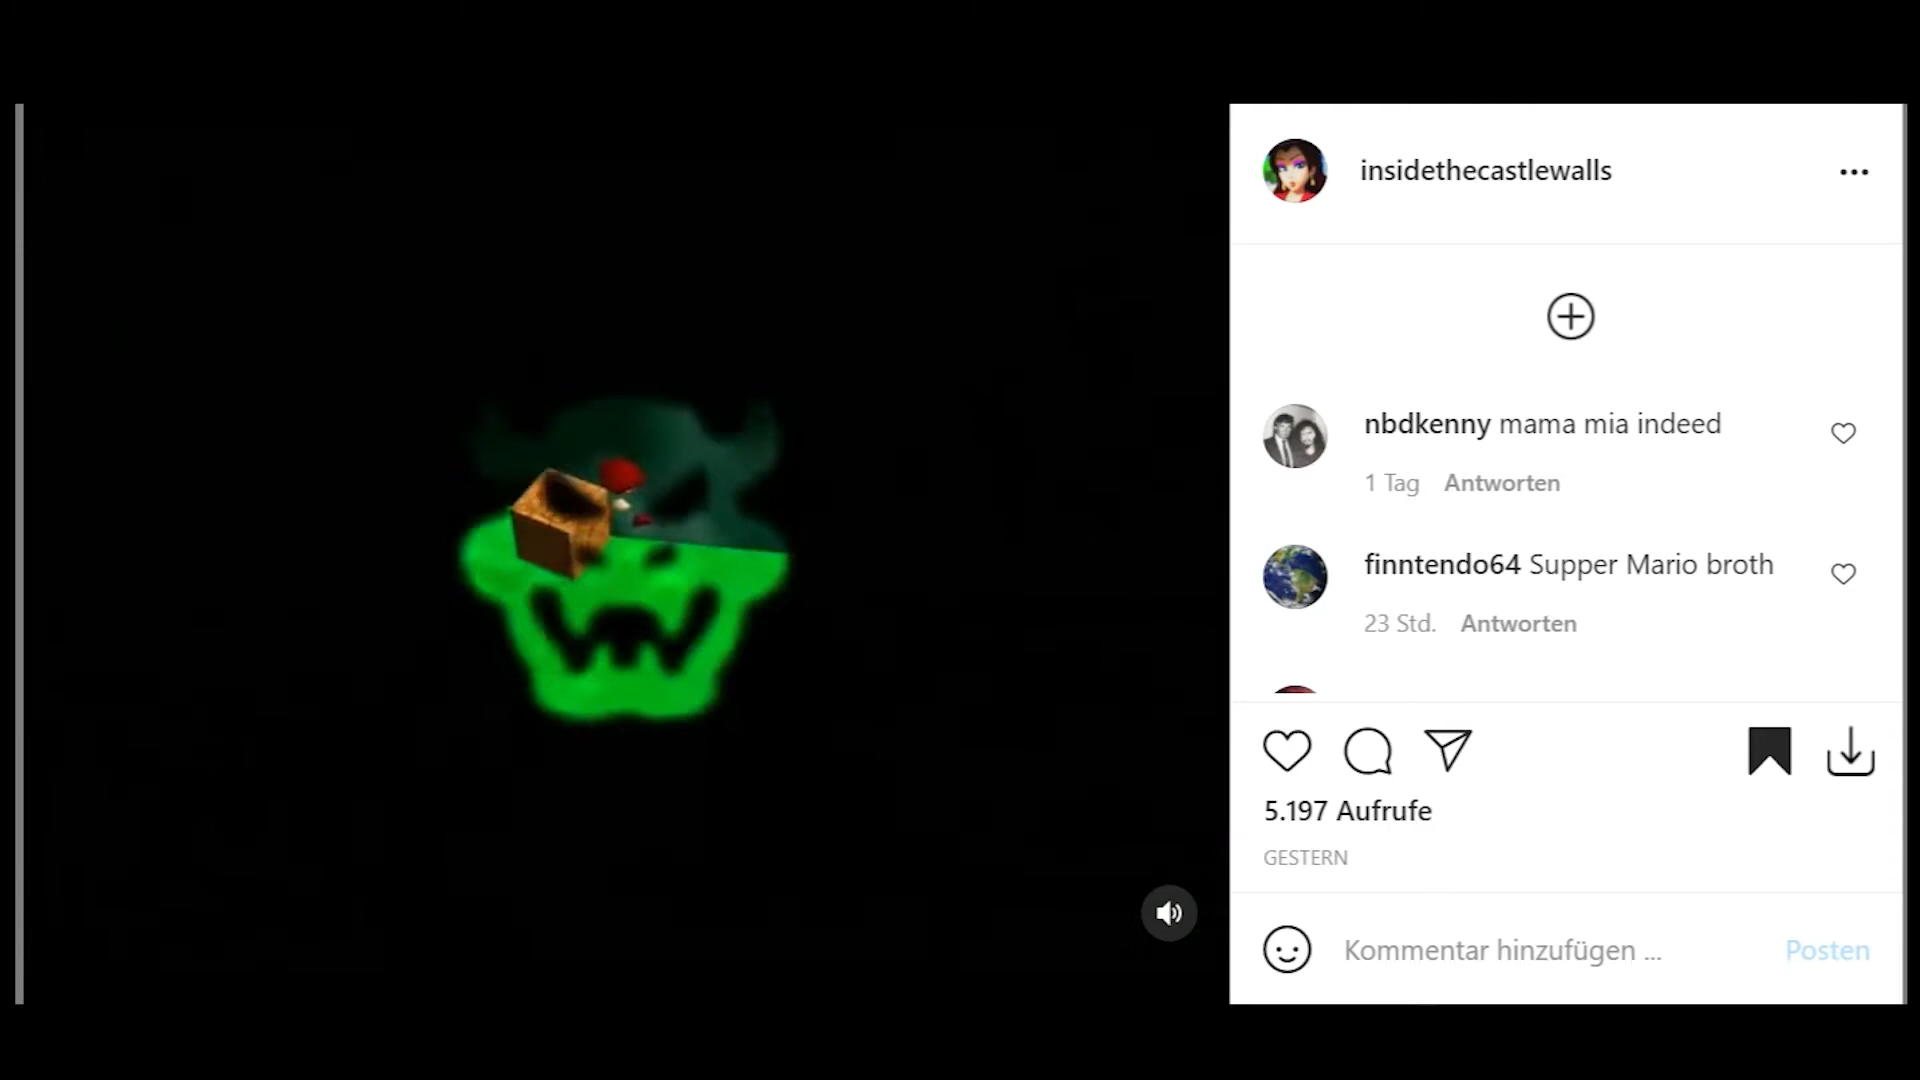 insidethecastlewalls
nbdkenny mama mia indeed
1 Tag Antworten
finntendo64 Supper Mario broth
23 Std. Antworten
5.197 Aufrufe
GESTERN
Kommentar hinzufügen ... Posten